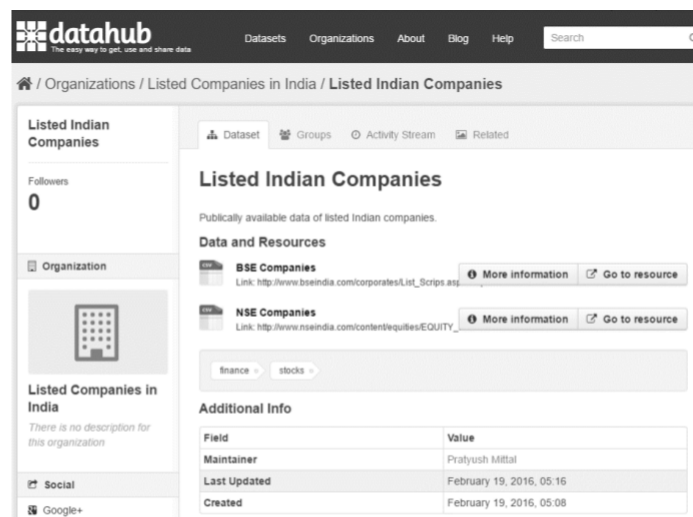 datahub
The easy way to get, use and share data
Datasets Organizations About Blog Help Search
/ Organizations / Listed Companies in India / Listed Indian Companies
Listed Indian
Companies
Followers
0
Organization
Listed Companies in
India
There is no description for
this organization
Social
Google+
Dataset Groups Activity Stream Related
Listed Indian Companies
Publically available data of listed Indian companies.
Data and Resources
CSV BSE Companies
Link: http://www.bseindia.com/corporates/List_Scrips.asp
More information Go to resource
CSV NSE Companies
Link: http://www.nseindia.com/content/equities/EQUITY_
More information Go to resource
finance stocks
Additional Info
Field Value
Maintainer Pratyush Mittal
Last Updated February 19, 2016, 05:16
Created February 19, 2016, 05:08